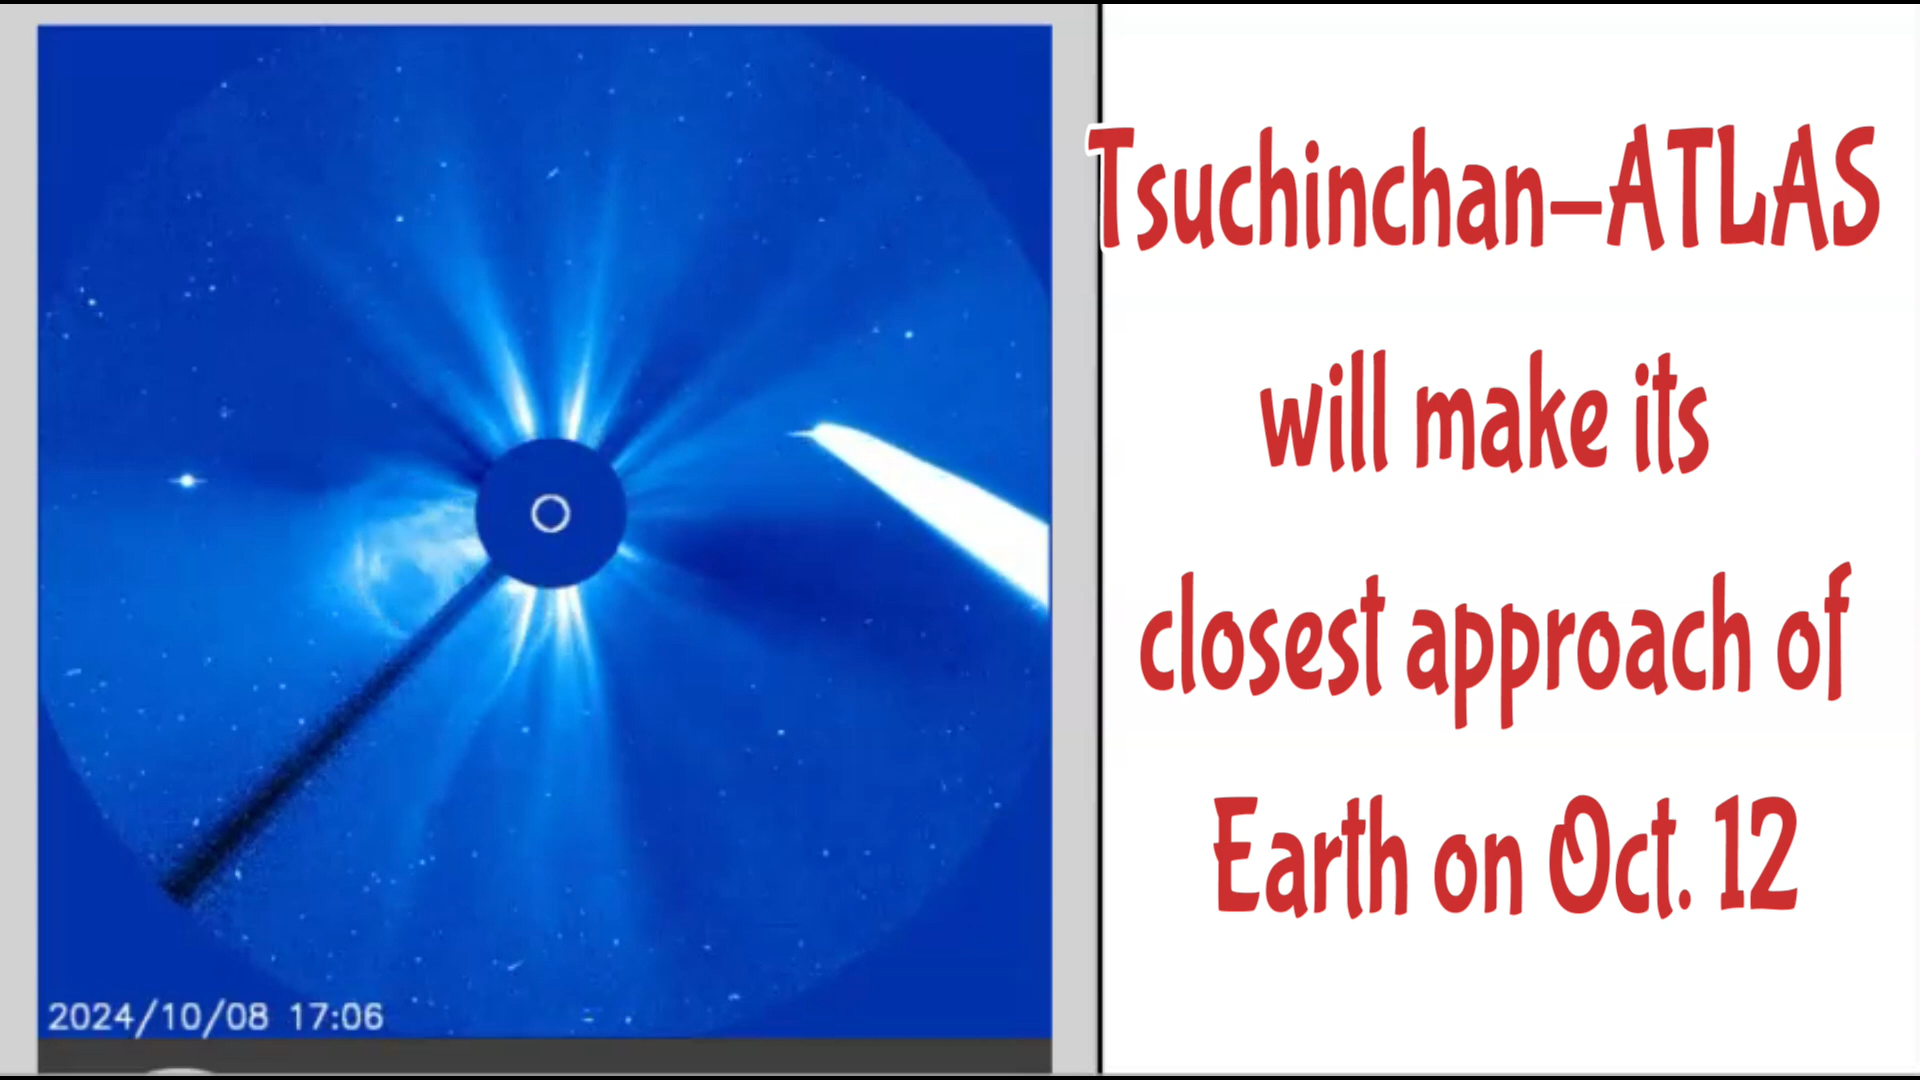 Tsuchinchan–ATLAS
will make its
closest approach of
Earth on Oct. 12
2024/10/08 17:06